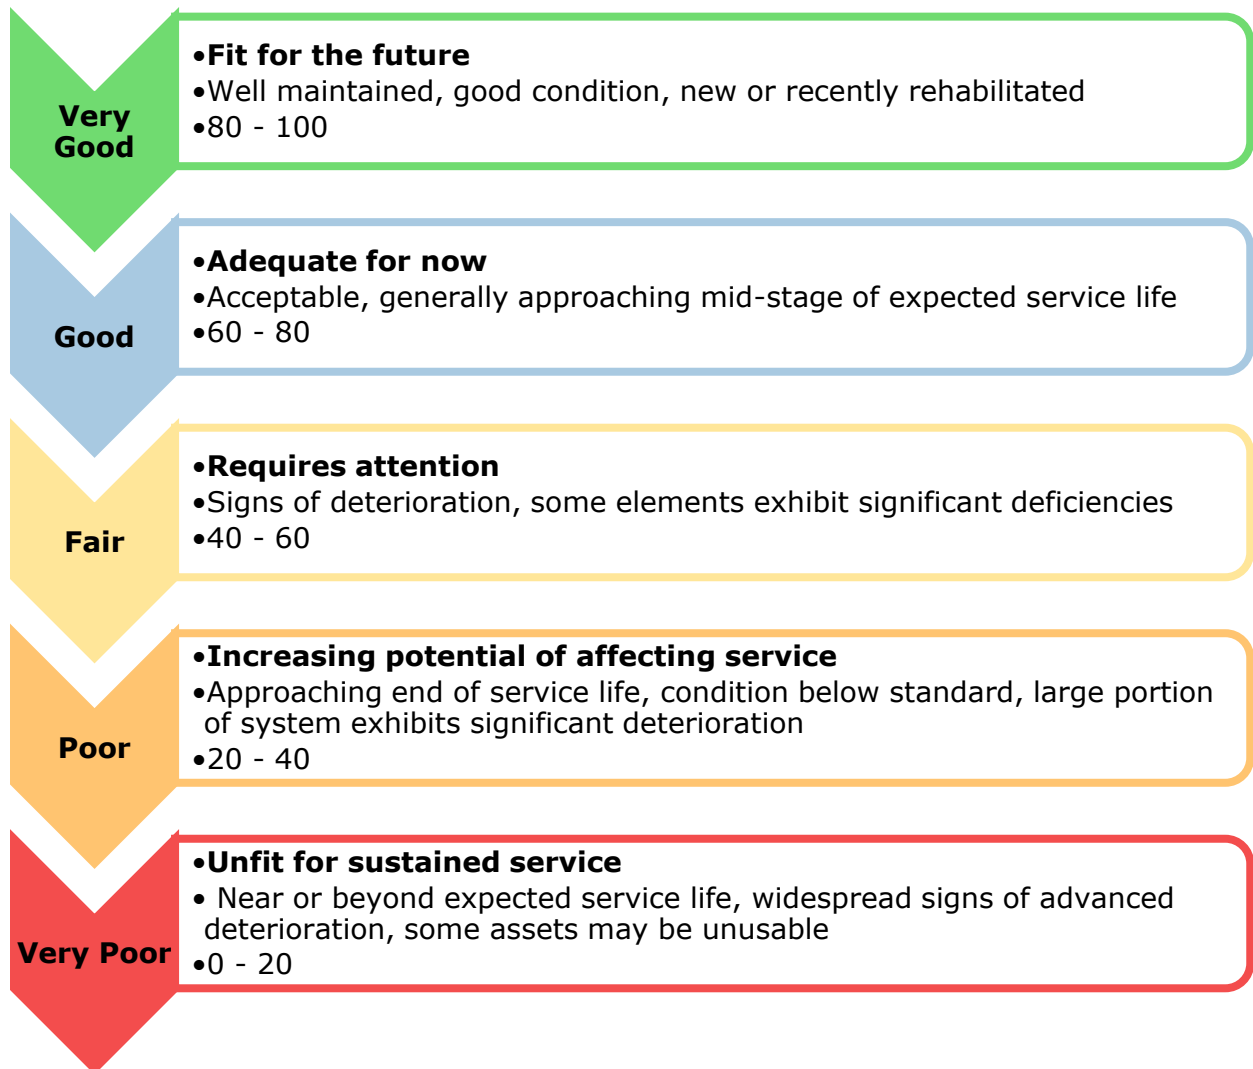 Very
Good
•Fit for the future
•Well maintained, good condition, new or recently rehabilitated
•80 - 100
Good
•Adequate for now
•Acceptable, generally approaching mid-stage of expected service life
•60 - 80
Fair
•Requires attention
•Signs of deterioration, some elements exhibit significant deficiencies
•40 - 60
Poor
•Increasing potential of affecting service
•Approaching end of service life, condition below standard, large portion
of system exhibits significant deterioration
•20 - 40
Very Poor
•Unfit for sustained service
• Near or beyond expected service life, widespread signs of advanced
deterioration, some assets may be unusable
•0 - 20